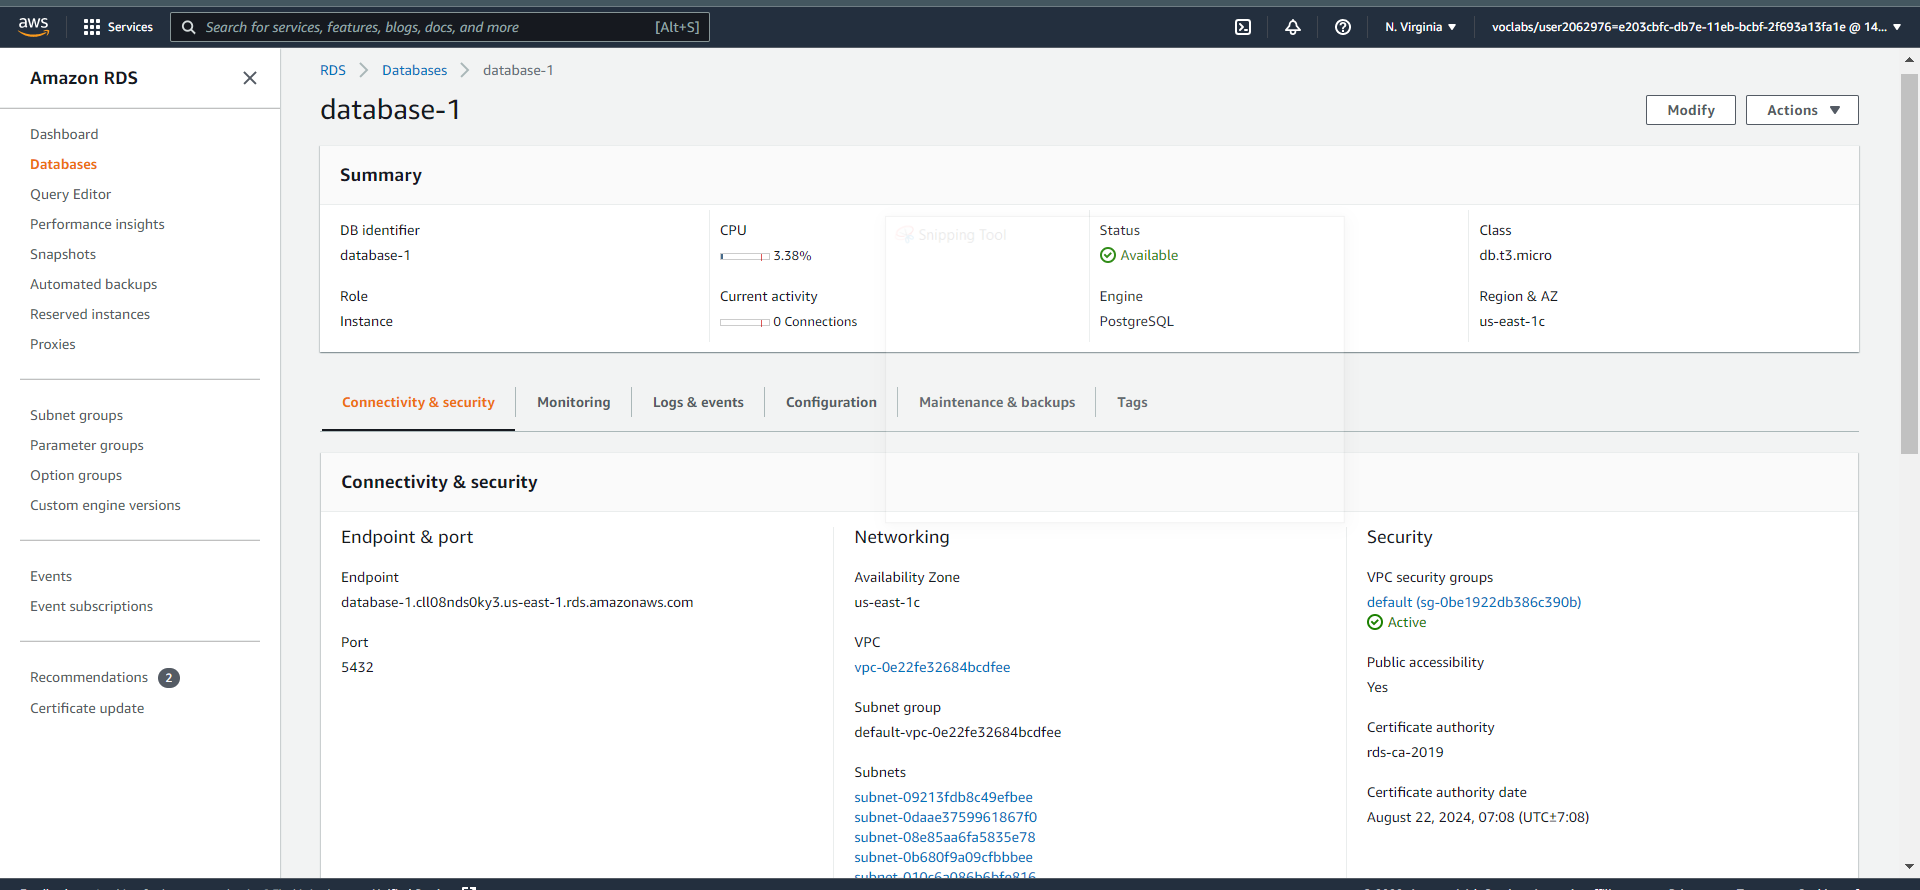 aws
Services
Search for services, features, blogs, docs, and more [Alt+S]
N. Virginia
voclabs/user2062976=e203cbfc-db7e-11eb-bcbf-2f693a13fa1e @ 14...
Amazon RDS
Dashboard
Databases
Query Editor
Performance insights
Snapshots
Automated backups
Reserved instances
Proxies
Subnet groups
Parameter groups
Option groups
Custom engine versions
Events
Event subscriptions
Recommendations 2
Certificate update
RDS > Databases > database-1
database-1
Modify
Actions
Summary
DB identifier
database-1
Role
Instance
CPU
3.38%
Current activity
0 Connections
Snipping Tool
Status
Available
Engine
PostgreSQL
Class
db.t3.micro
Region & AZ
us-east-1c
Connectivity & security
Monitoring
Logs & events
Configuration
Maintenance & backups
Tags
Connectivity & security
Endpoint & port
Endpoint
database-1.cll08nds0ky3.us-east-1.rds.amazonaws.com
Port
5432
Networking
Availability Zone
us-east-1c
VPC
vpc-0e22fe32684bcdfee
Subnet group
default-vpc-0e22fe32684bcdfee
Subnets
subnet-09213fdb8c49efbee
subnet-0daae3759961867f0
subnet-08e85aa6fa5835e78
subnet-0b680f9a09cfbbbee
subnet-010c6a086b6bfe816
Security
VPC security groups
default (sg-0be1922db386c390b)
Active
Public accessibility
Yes
Certificate authority
rds-ca-2019
Certificate authority date
August 22, 2024, 07:08 (UTC±7:08)